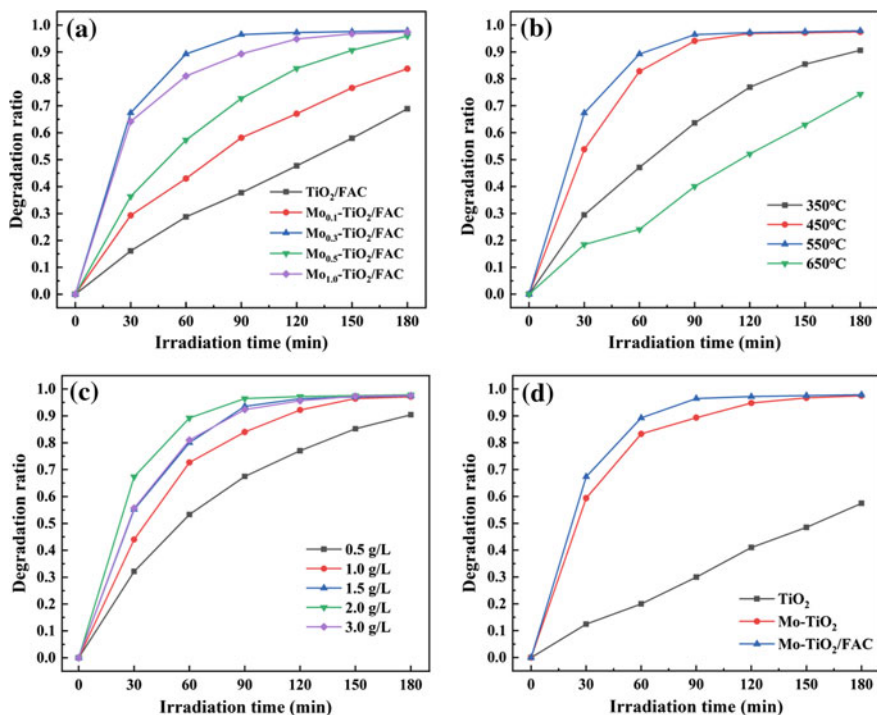 (a)
Degradation ratio
1.0
0.9
0.8
0.7
0.6
0.5
0.4
0.3
0.2
0.1
0.0
TiO₂/FAC
Mo₀.₁-TiO₂/FAC
Mo₀.₃-TiO₂/FAC
Mo₀.₅-TiO₂/FAC
Mo₁.₀-TiO₂/FAC
0 30 60 90 120 150 180
Irradiation time (min)
(b)
Degradation ratio
1.0
0.9
0.8
0.7
0.6
0.5
0.4
0.3
0.2
0.1
0.0
350°C
450°C
550°C
650°C
0 30 60 90 120 150 180
Irradiation time (min)
(c)
Degradation ratio
1.0
0.9
0.8
0.7
0.6
0.5
0.4
0.3
0.2
0.1
0.0
0.5 g/L
1.0 g/L
1.5 g/L
2.0 g/L
3.0 g/L
0 30 60 90 120 150 180
Irradiation time (min)
(d)
Degradation ratio
1.0
0.9
0.8
0.7
0.6
0.5
0.4
0.3
0.2
0.1
0.0
TiO₂
Mo-TiO₂
Mo-TiO₂/FAC
0 30 60 90 120 150 180
Irradiation time (min)